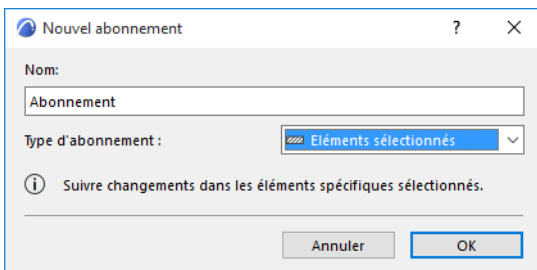 Nouvel abonnement
Nom:
Abonnement
Type d'abonnement :
Eléments sélectionnés
Suivre changements dans les éléments spécifiques sélectionnés.
Annuler
OK